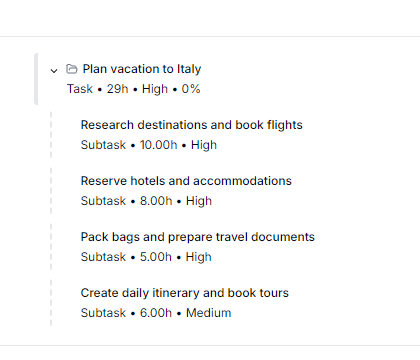 Plan vacation to Italy
Task • 29h • High • 0%
Research destinations and book flights
Subtask • 10.00h • High
Reserve hotels and accommodations
Subtask • 8.00h • High
Pack bags and prepare travel documents
Subtask • 5.00h • High
Create daily itinerary and book tours
Subtask • 6.00h • Medium